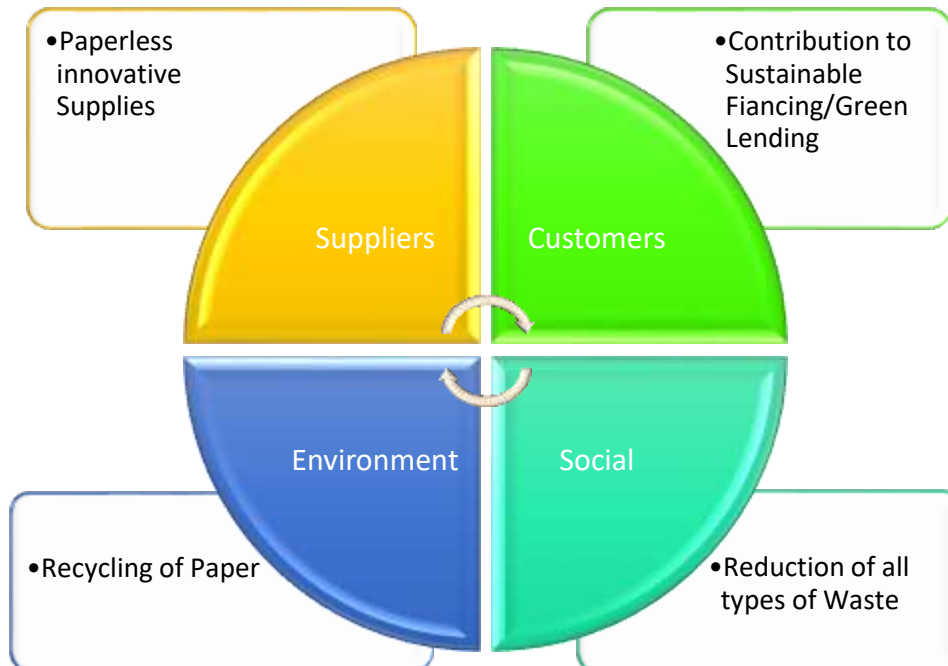 •Paperless
innovative
Supplies
•Contribution to
Sustainable
Fiancing/Green
Lending
Suppliers
Customers
Environment
Social
•Recycling of Paper
•Reduction of all
types of Waste